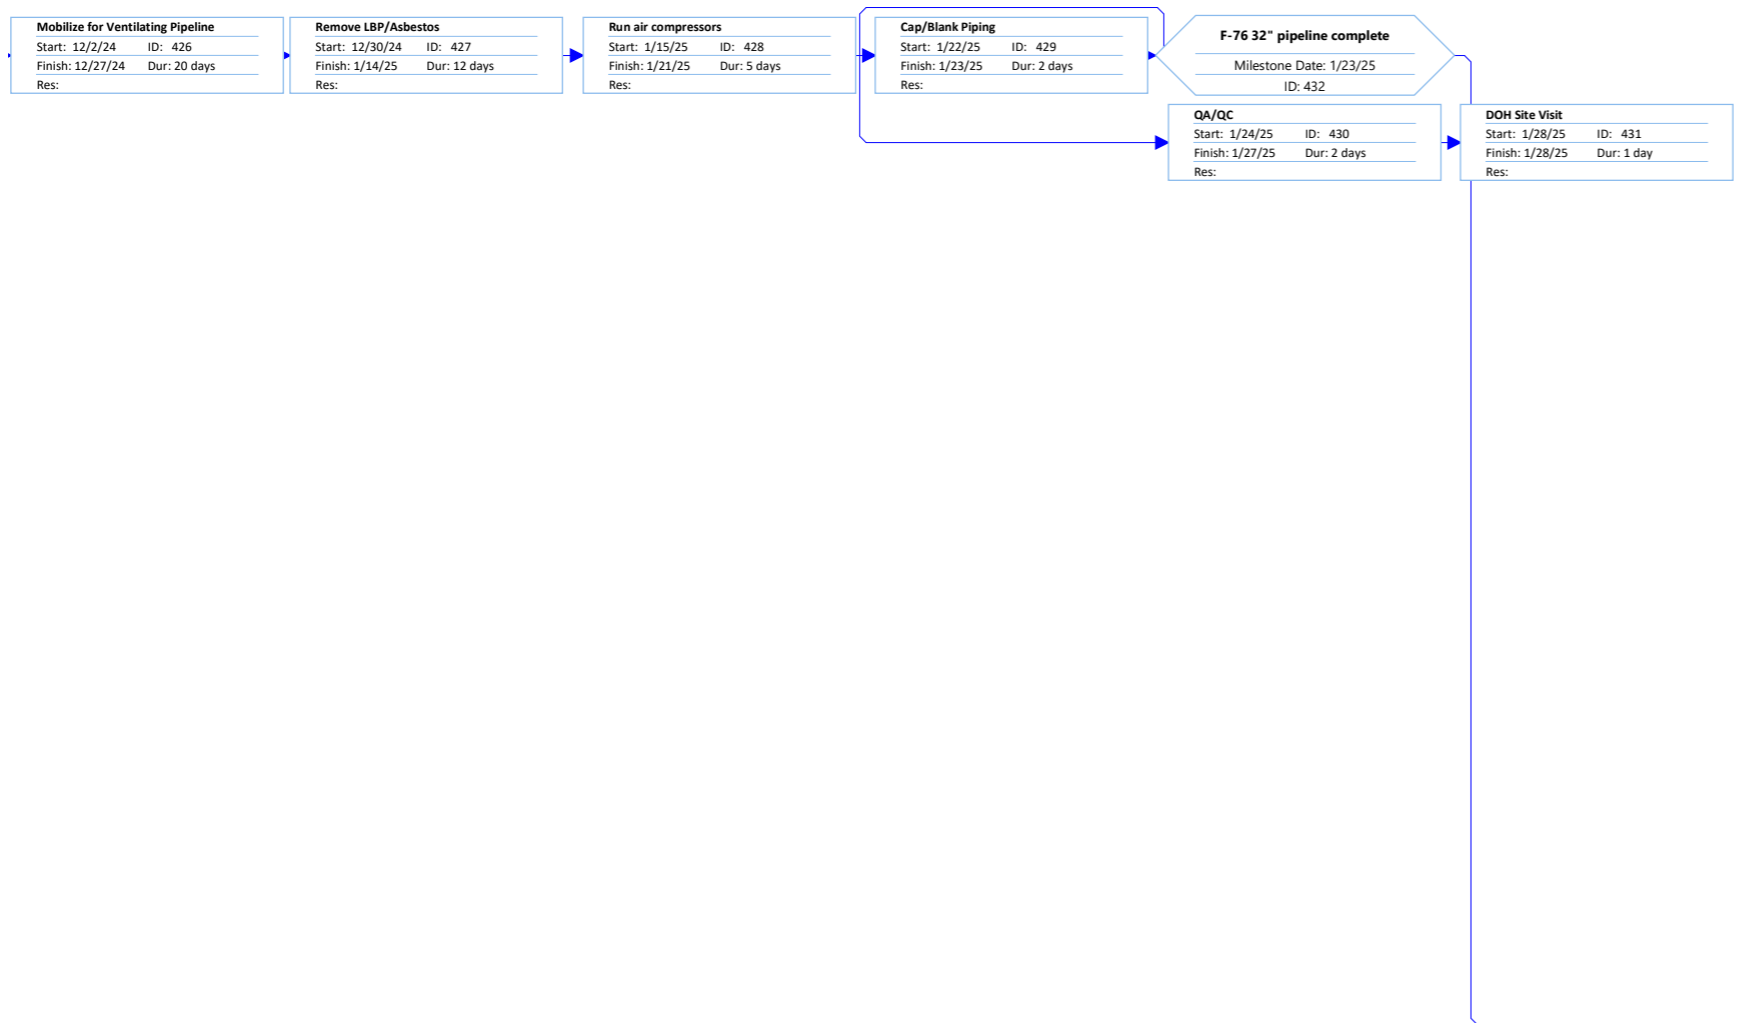 Mobilize for Ventilating Pipeline
Start: 12/2/24 ID: 426
Finish: 12/27/24 Dur: 20 days
Res:
Remove LBP/Asbestos
Start: 12/30/24 ID: 427
Finish: 1/14/25 Dur: 12 days
Res:
Run air compressors
Start: 1/15/25 ID: 428
Finish: 1/21/25 Dur: 5 days
Res:
Cap/Blank Piping
Start: 1/22/25 ID: 429
Finish: 1/23/25 Dur: 2 days
Res:
F-76 32" pipeline complete
Milestone Date: 1/23/25
ID: 432
QA/QC
Start: 1/24/25 ID: 430
Finish: 1/27/25 Dur: 2 days
Res:
DOH Site Visit
Start: 1/28/25 ID: 431
Finish: 1/28/25 Dur: 1 day
Res: